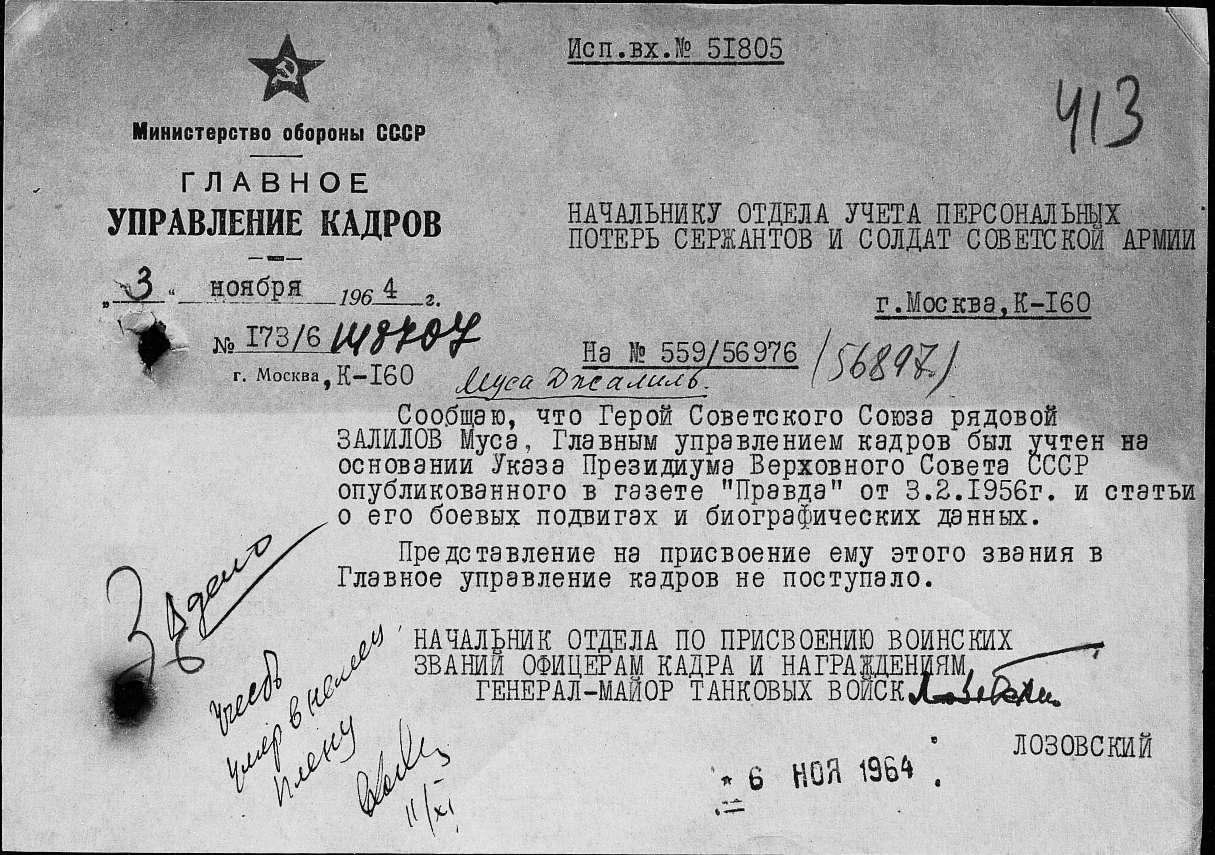 Исп.вх.№ 51805
413
Министерство обороны СССР
ГЛАВНОЕ
УПРАВЛЕНИЕ КАДРОВ
„3“ ноября 1964 г.
№ 173/6
г. Москва, К-160
НАЧАЛЬНИКУ ОТДЕЛА УЧЕТА ПЕРСОНАЛЬНЫХ
ПОТЕРЬ СЕРЖАНТОВ И СОЛДАТ СОВЕТСКОЙ АРМИИ
г.Москва,К-160
На № 559/56976 (56897.)
Муса Джалиль.
Сообщаю, что Герой Советского Союза рядовой
ЗАЛИЛОВ Муса, Главным управлением кадров был учтен на
основании Указа Президиума Верховного Совета СССР
опубликованного в газете "Правда" от 3.2.1956г. и статьи
о его боевых подвигах и биографических данных.
Представление на присвоение ему этого звания в
Главное управление кадров не поступало.
НАЧАЛЬНИК ОТДЕЛА ПО ПРИСВОЕНИЮ ВОИНСКИХ
ЗВАНИЙ ОФИЦЕРАМ КАДРА И НАГРАЖДЕНИЯМ
ГЕНЕРАЛ-МАЙОР ТАНКОВЫХ ВОЙСК
ЛОЗОВСКИЙ
* 6 НОЯ 1964
Учесть
умер в немец
плену
11/XI